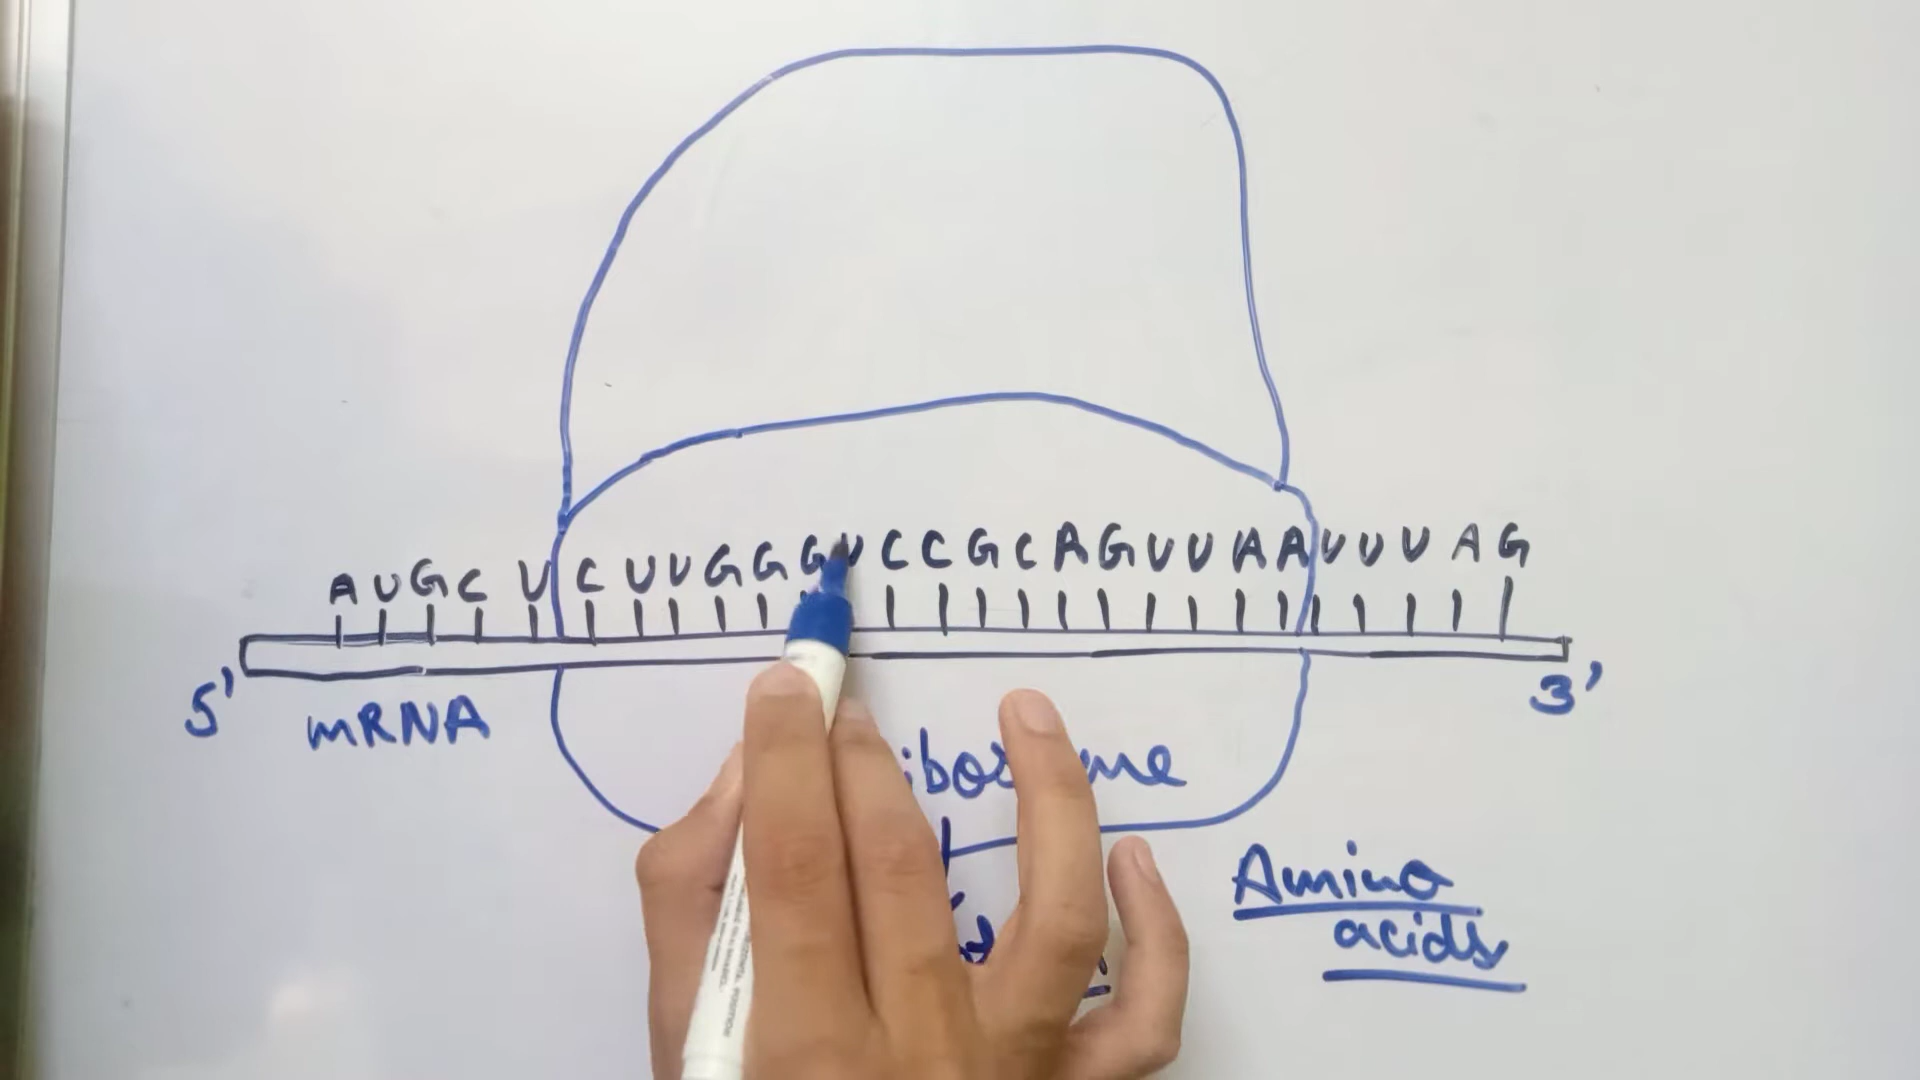 A U G C U C U U G G G U C C G C A G U U A A U U U A G
5' 3'
mRNA
Amino
acids